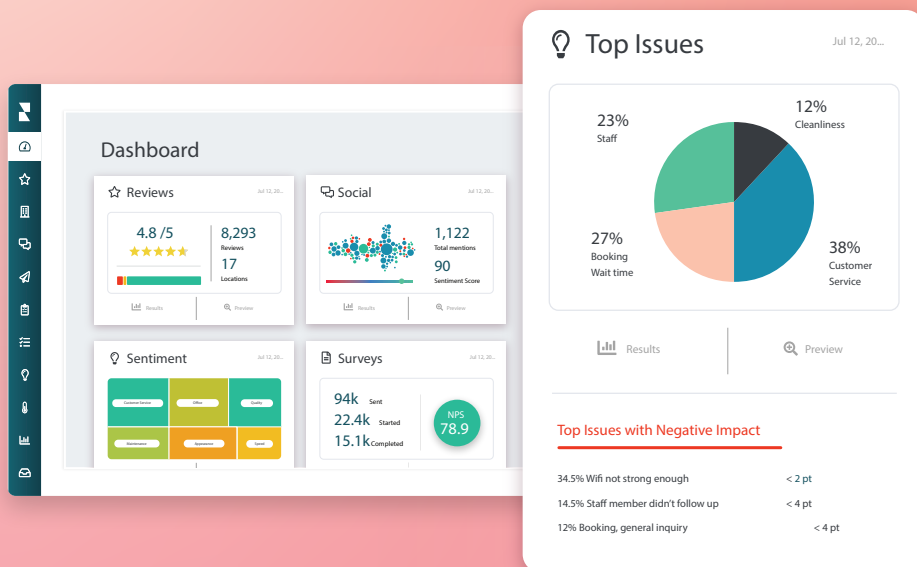 Dashboard
Reviews
Jul 12, 20...
4.8 /5
8,293
Reviews
17
Locations
Results
Preview
Social
Jul 12, 20...
1,122
Total mentions
90
Sentiment Score
Results
Preview
Sentiment
Jul 12, 20...
Customer Service
Office
Quality
Maintenance
Appearance
Speed
Surveys
Jul 12, 20...
94k Sent
22.4k Started
15.1k Completed
NPS
78.9
Top Issues
Jul 12, 20...
23%
Staff
12%
Cleanliness
27%
Booking
Wait time
38%
Customer
Service
Results
Preview
Top Issues with Negative Impact
34.5% Wifi not strong enough < 2 pt
14.5% Staff member didn't follow up < 4 pt
12% Booking, general inquiry < 4 pt